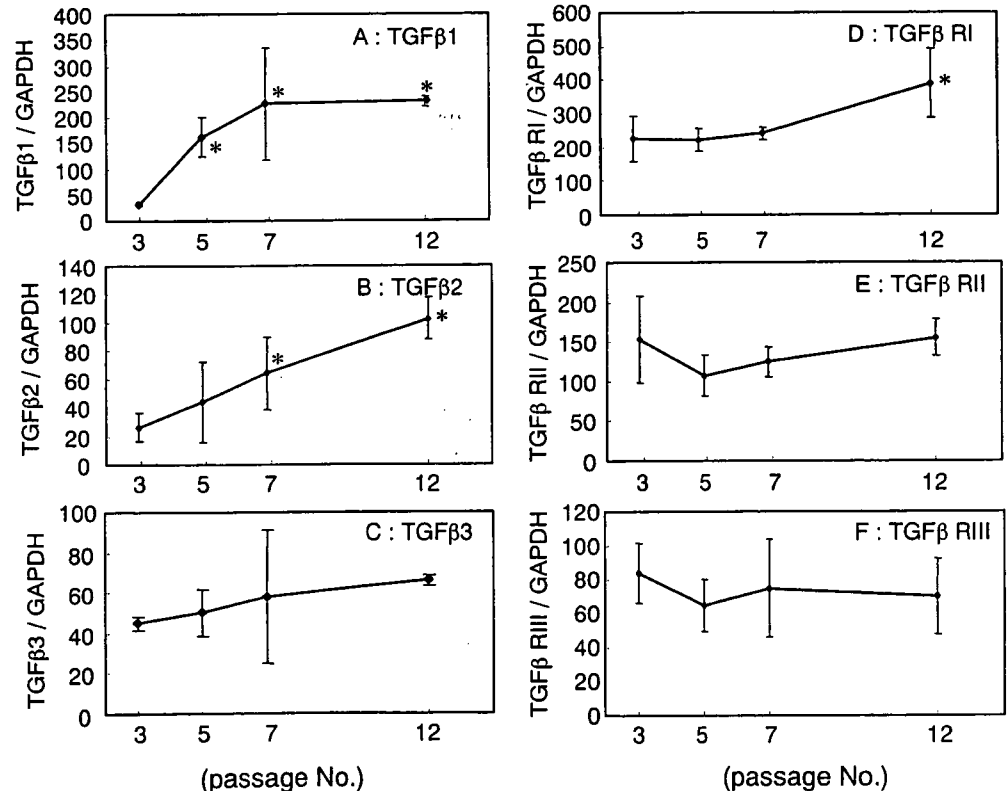 A : TGFβ1
TGFβ1 / GAPDH
400
350
300
250
200
150
100
50
0
*
*
*
3 5 7 12
B : TGFβ2
TGFβ2 / GAPDH
140
120
100
80
60
40
20
0
*
*
3 5 7 12
C : TGFβ3
TGFβ3 / GAPDH
100
80
60
40
20
0
3 5 7 12
(passage No.)
D : TGFβ RI
TGFβ RI / GAPDH
600
500
400
300
200
100
0
*
3 5 7 12
E : TGFβ RII
TGFβ RII / GAPDH
250
200
150
100
50
0
3 5 7 12
F : TGFβ RIII
TGFβ RIII / GAPDH
120
100
80
60
40
20
0
3 5 7 12
(passage No.)